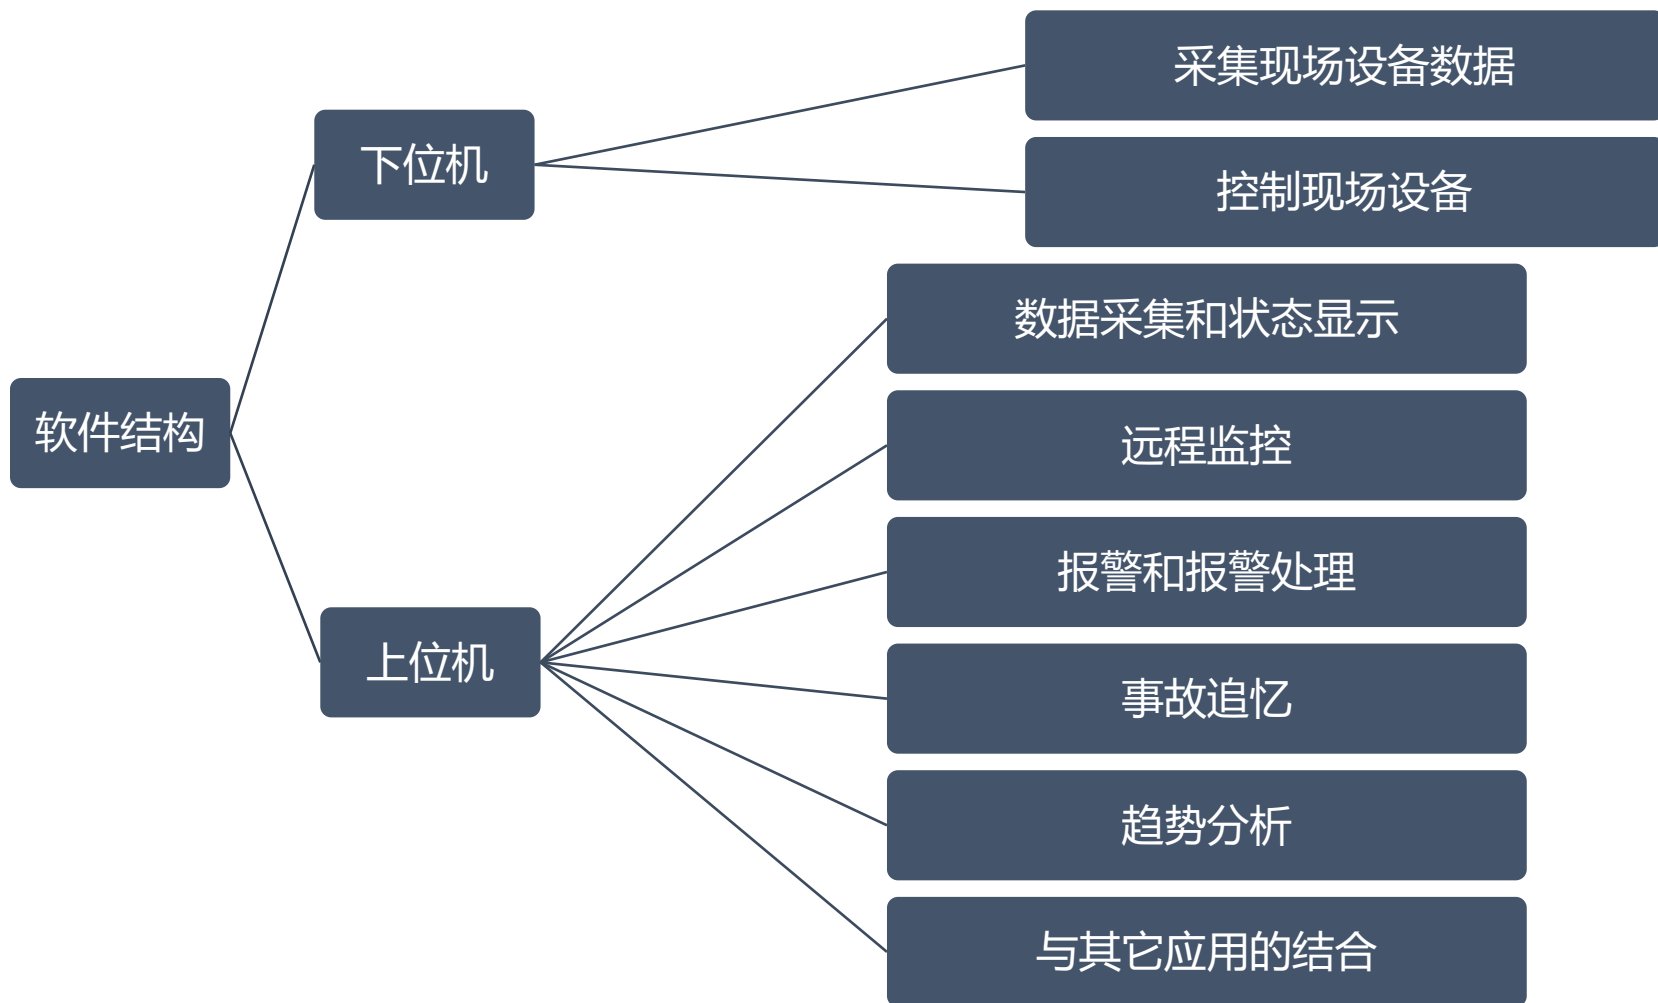 软件结构
下位机
采集现场设备数据
控制现场设备
上位机
数据采集和状态显示
远程监控
报警和报警处理
事故追忆
趋势分析
与其它应用的结合